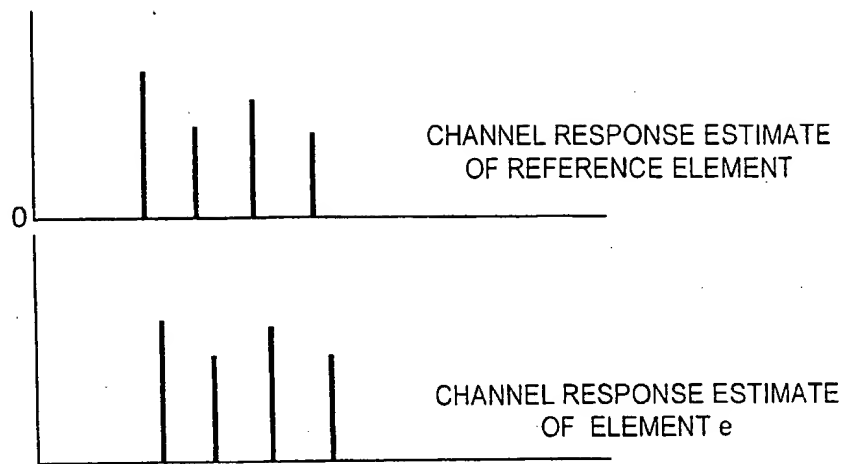 CHANNEL RESPONSE ESTIMATE
OF REFERENCE ELEMENT
0
CHANNEL RESPONSE ESTIMATE
OF ELEMENT e